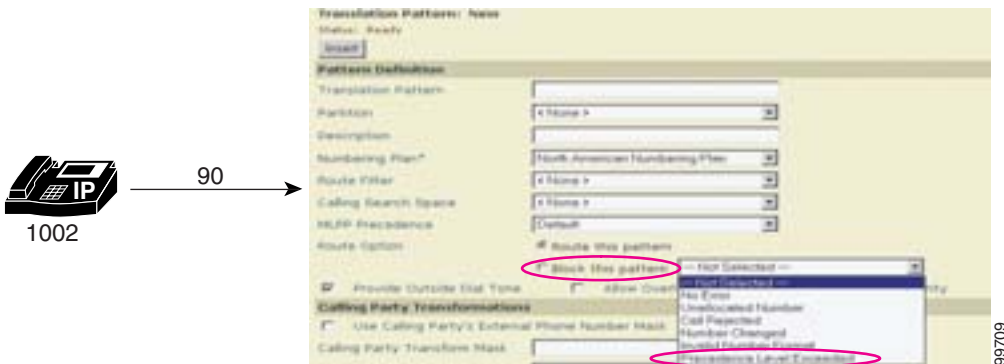 Translation Pattern: New
Status: Ready
Insert
Pattern Definition
Translation Pattern
Partition < None >
Description
Numbering Plan* North American Numbering Plan
Route Filter < None >
Calling Search Space < None >
MLPP Precedence Default
Route Option Route this pattern
Block this pattern -- Not Selected --
-- Not Selected --
Provide Outside Dial Tone Allow
No Error
Calling Party Transformations
Unallocated Number
Call Rejected
Use Calling Party's External Phone Number Mask
Number Changed
Invalid Number Format
Calling Party Transform Mask
Precedence Level Exceeded
IP
1002
90
99709